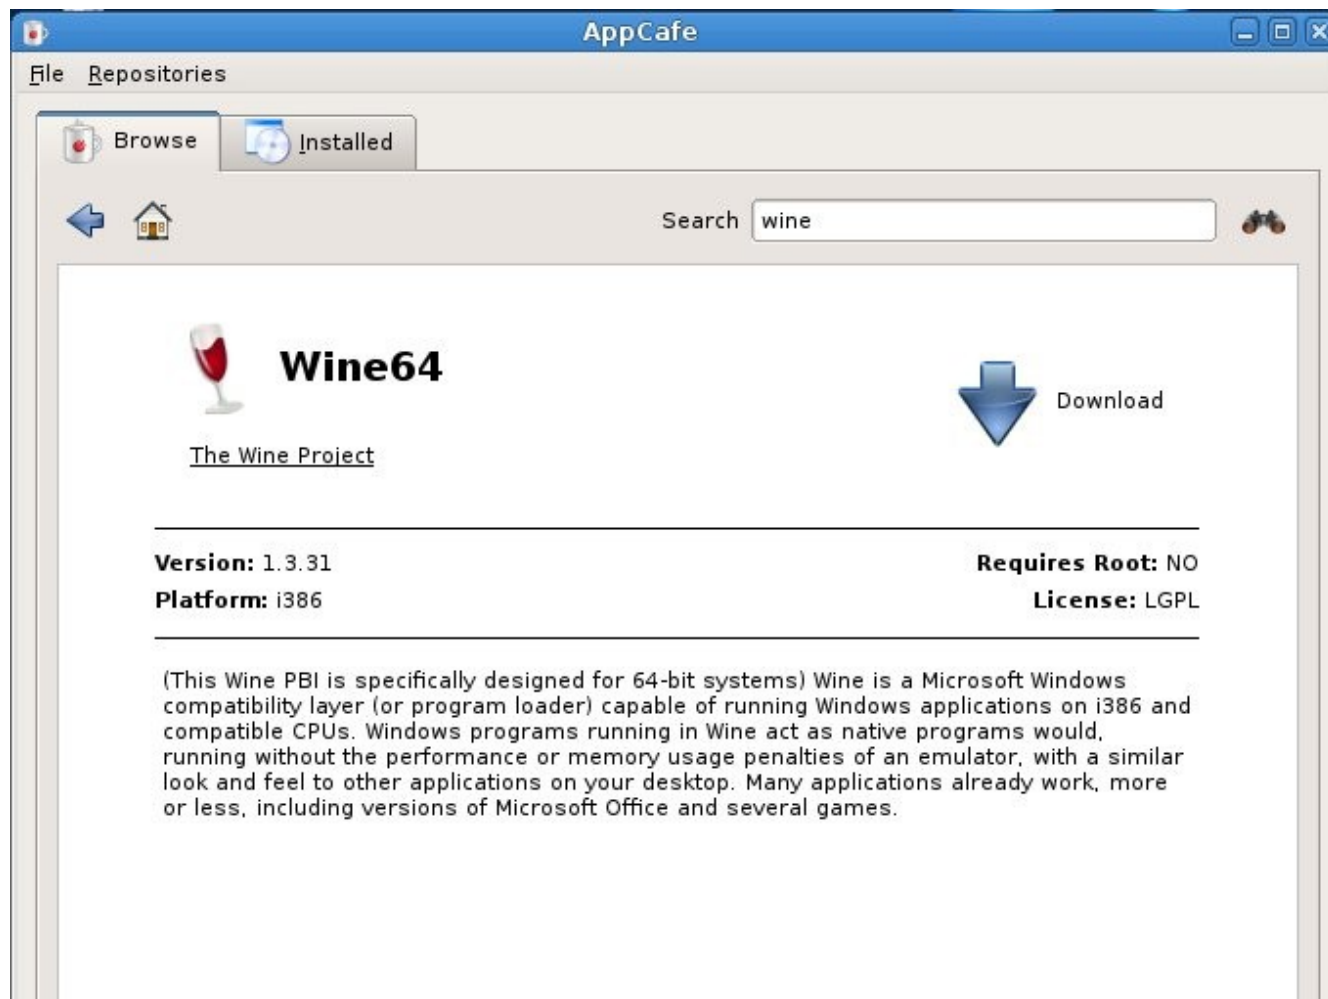 AppCafe
File Repositories
Browse Installed
Search wine
Wine64
Download
The Wine Project
Version: 1.3.31 Requires Root: NO
Platform: i386 License: LGPL
(This Wine PBI is specifically designed for 64-bit systems) Wine is a Microsoft Windows
compatibility layer (or program loader) capable of running Windows applications on i386 and
compatible CPUs. Windows programs running in Wine act as native programs would,
running without the performance or memory usage penalties of an emulator, with a similar
look and feel to other applications on your desktop. Many applications already work, more
or less, including versions of Microsoft Office and several games.